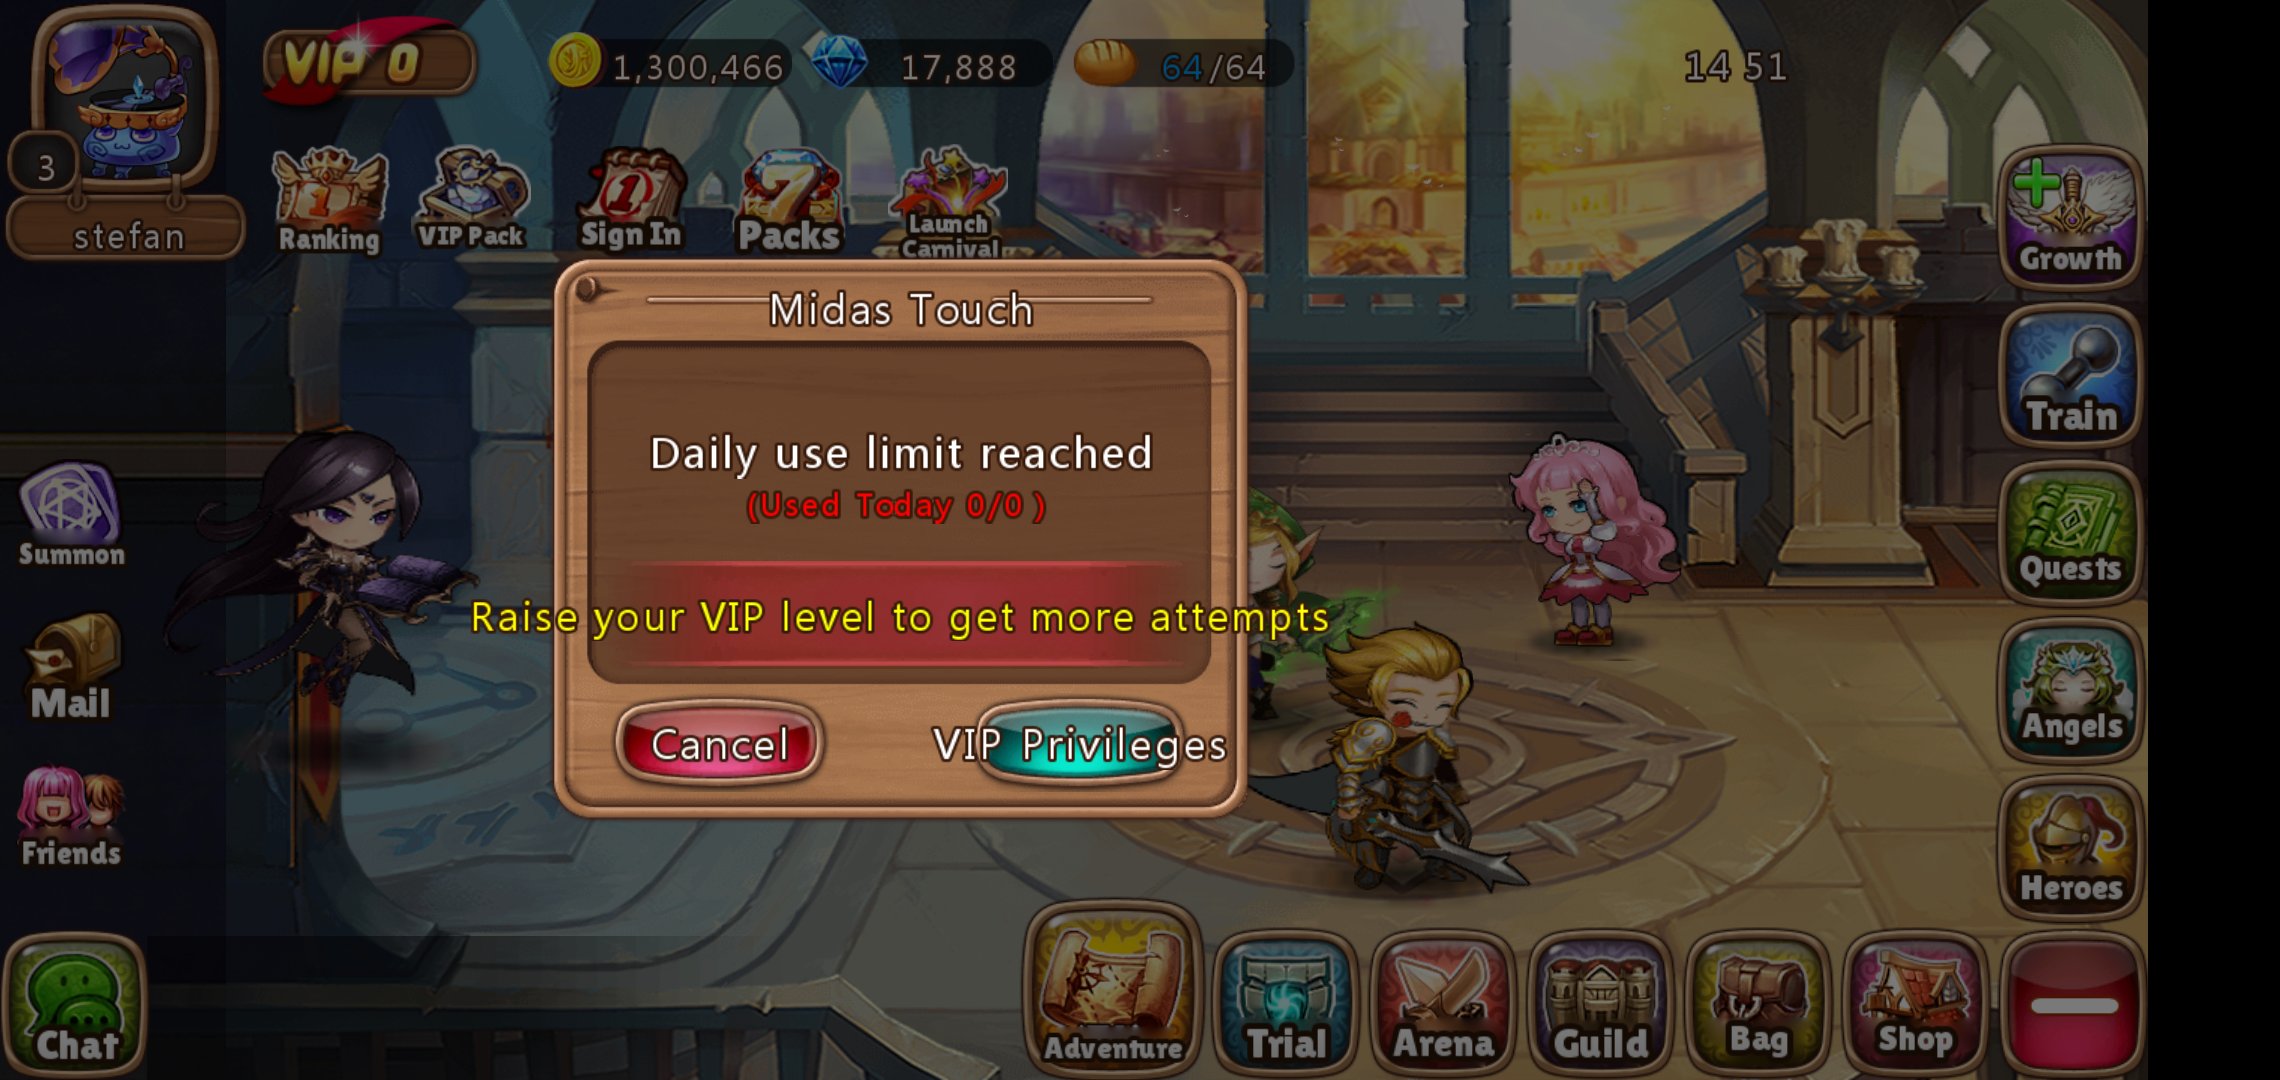 VIP 0
1,300,466
17,888
64/64
14 51
3
stefan
1
Ranking
VIP Pack
1
Sign In
7
Packs
Launch
Carnival
Midas Touch
Daily use limit reached
(Used Today 0/0 )
Raise your VIP level to get more attempts
Cancel
VIP Privileges
Summon
Mail
Friends
Chat
Growth
Train
Quests
Angels
Heroes
Adventure
Trial
Arena
Guild
Bag
Shop